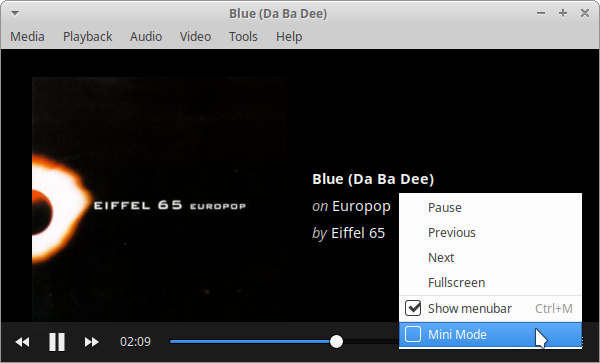 Blue (Da Ba Dee)
Media Playback Audio Video Tools Help
EIFFEL 65 EUROPOP
Blue (Da Ba Dee)
on Europop
by Eiffel 65
Pause
Previous
Next
Fullscreen
Show menubar Ctrl+M
Mini Mode
02:09